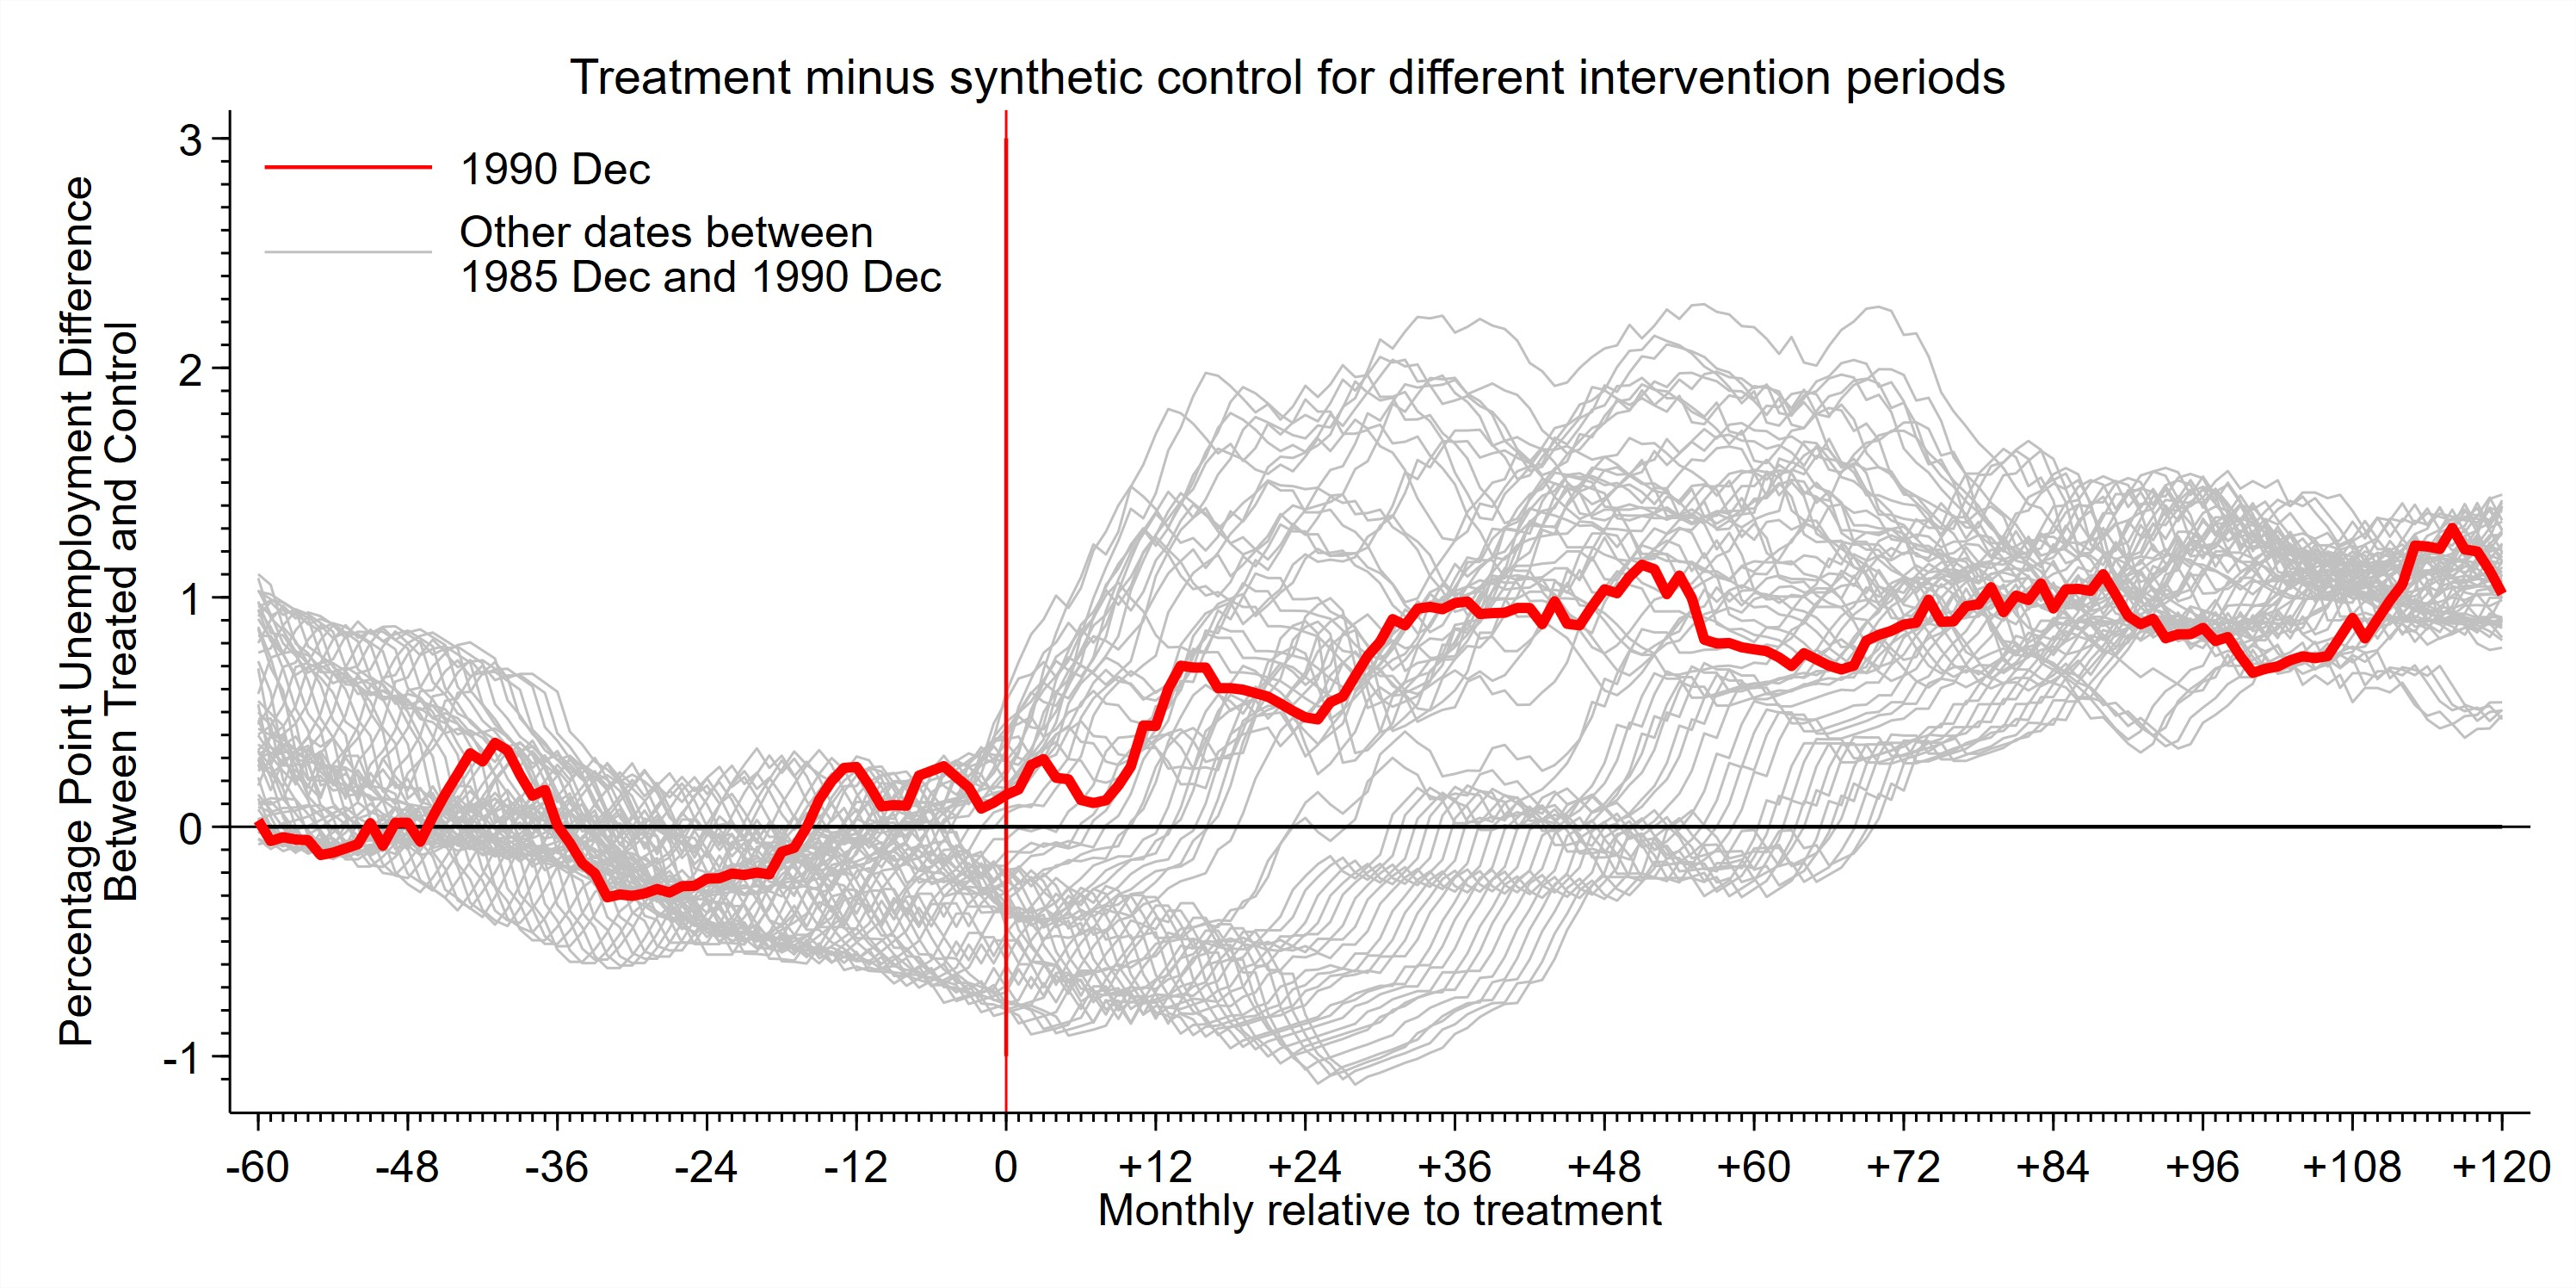 Treatment minus synthetic control for different intervention periods
Percentage Point Unemployment Difference
Between Treated and Control
3
2
1
0
-1
1990 Dec
Other dates between
1985 Dec and 1990 Dec
-60 -48 -36 -24 -12 0 +12 +24 +36 +48 +60 +72 +84 +96 +108 +120
Monthly relative to treatment